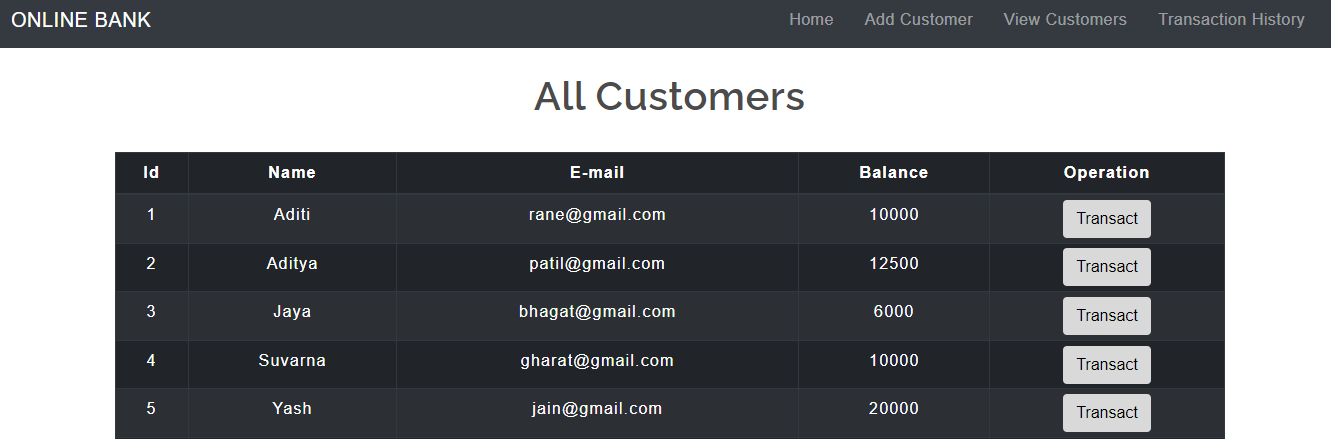 ONLINE BANK Home Add Customer View Customers Transaction History
All Customers
Id Name E-mail Balance Operation
1 Aditi rane@gmail.com 10000 Transact
2 Aditya patil@gmail.com 12500 Transact
3 Jaya bhagat@gmail.com 6000 Transact
4 Suvarna gharat@gmail.com 10000 Transact
5 Yash jain@gmail.com 20000 Transact